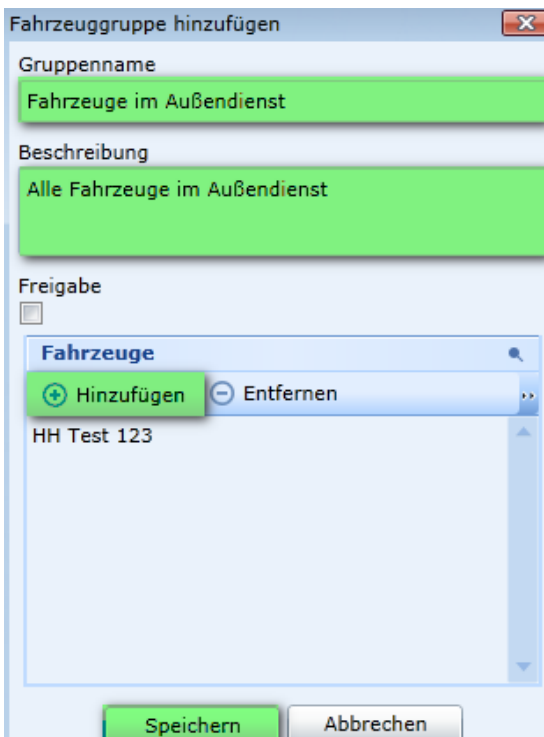 Fahrzeuggruppe hinzufügen
Gruppenname
Fahrzeuge im Außendienst
Beschreibung
Alle Fahrzeuge im Außendienst
Freigabe
Fahrzeuge
Hinzufügen Entfernen
HH Test 123
Speichern Abbrechen